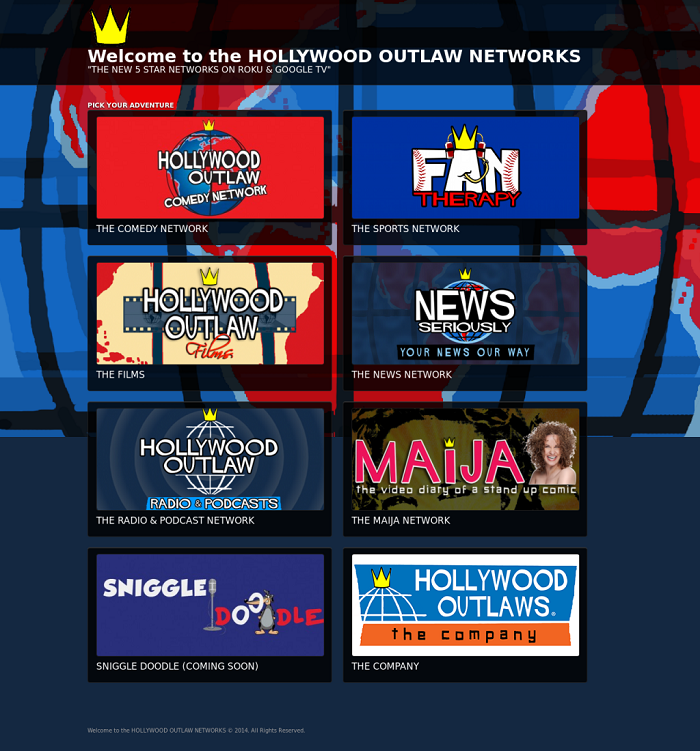 Welcome to the HOLLYWOOD OUTLAW NETWORKS
"THE NEW 5 STAR NETWORKS ON ROKU & GOOGLE TV"
PICK YOUR ADVENTURE
HOLLYWOOD
OUTLAW
COMEDY NETWORK
THE COMEDY NETWORK
FAN
THERAPY
THE SPORTS NETWORK
HOLLYWOOD
OUTLAW
Films
THE FILMS
NEWS
SERIOUSLY
YOUR NEWS OUR WAY
THE NEWS NETWORK
HOLLYWOOD
OUTLAW
RADIO & PODCASTS
THE RADIO & PODCAST NETWORK
MAIJA
the video diary of a stand up comic
THE MAIJA NETWORK
SNIGGLE
DOODLE
SNIGGLE DOODLE (COMING SOON)
HOLLYWOOD
OUTLAWS®
the company
THE COMPANY
Welcome to the HOLLYWOOD OUTLAW NETWORKS © 2014. All Rights Reserved.